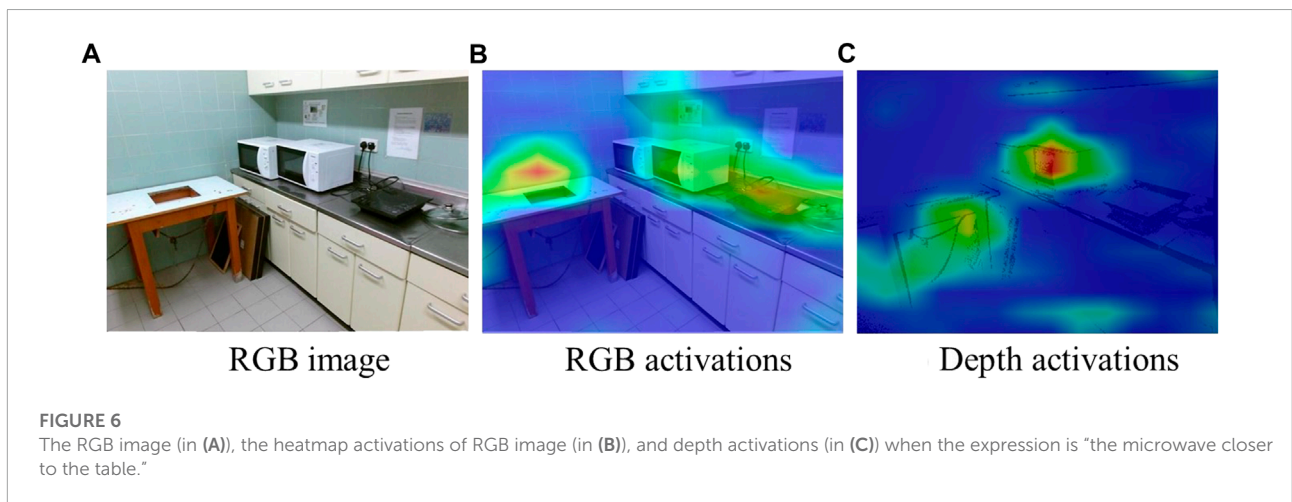 A B C
RGB image RGB activations Depth activations
FIGURE 6
The RGB image (in (A)), the heatmap activations of RGB image (in (B)), and depth activations (in (C)) when the expression is “the microwave closer
to the table.”